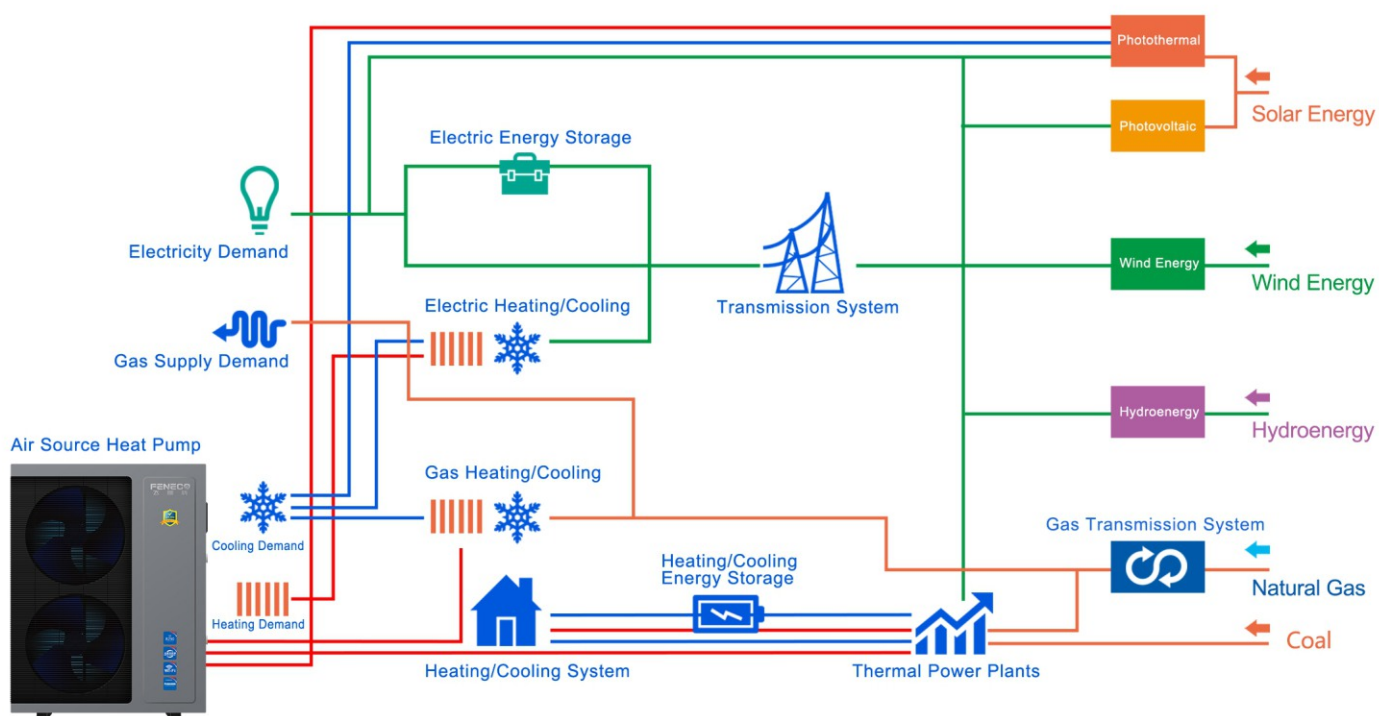 Photothermal
Solar Energy
Photovoltaic
Electric Energy Storage
Electricity Demand
Transmission System
Wind Energy
Wind Energy
Electric Heating/Cooling
Gas Supply Demand
Hydroenergy
Hydroenergy
Air Source Heat Pump
FENECO
Gas Heating/Cooling
Cooling Demand
Gas Transmission System
Natural Gas
Heating/Cooling
Energy Storage
Heating Demand
Coal
Heating/Cooling System
Thermal Power Plants